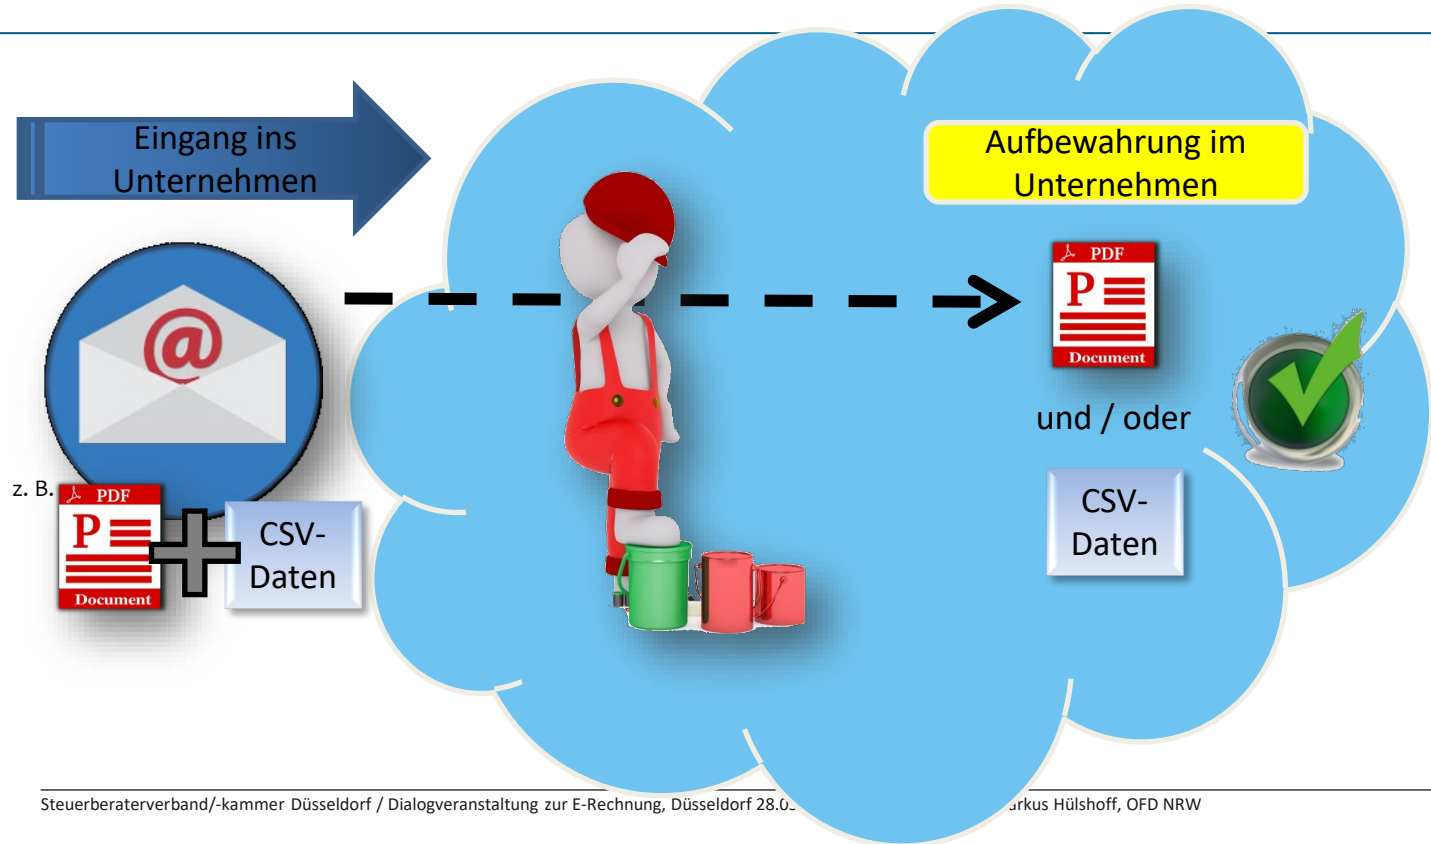 Eingang ins
Unternehmen
Aufbewahrung im
Unternehmen
PDF
P
Document
und / oder
CSV-
Daten
z. B.
PDF
P
Document
CSV-
Daten
Steuerberaterverband/-kammer Düsseldorf / Dialogveranstaltung zur E-Rechnung, Düsseldorf Hülshoff, OFD NRW